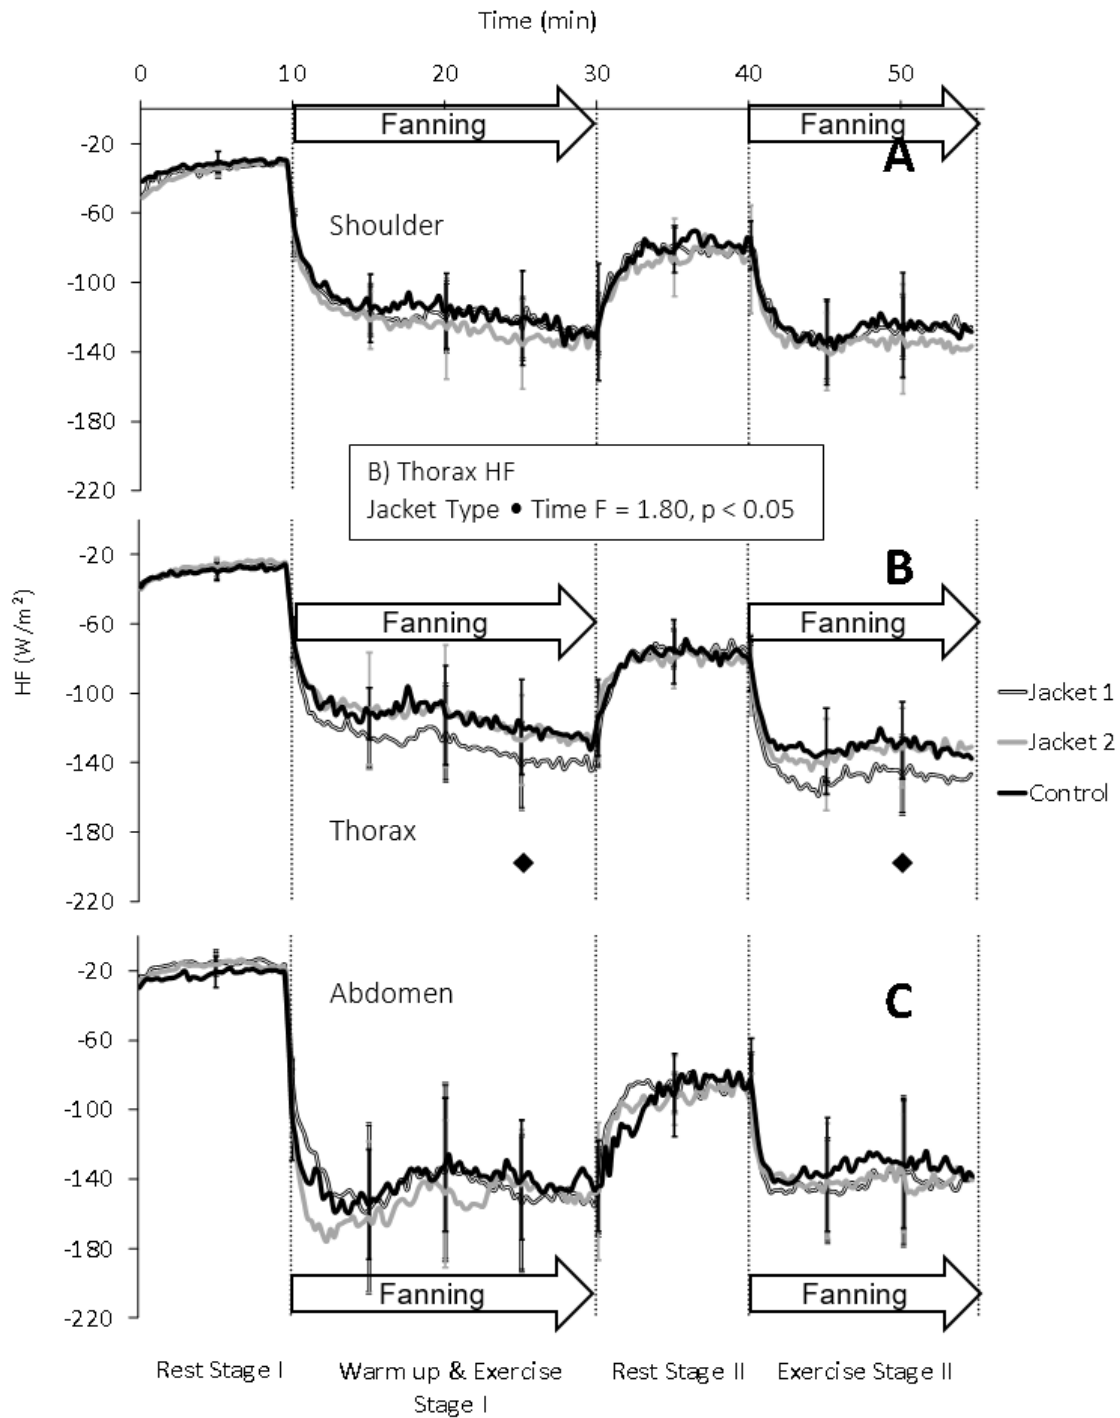 Time (min)
0 10 20 30 40 50
Fanning Fanning
A
-20
-60
Shoulder
-100
-140
-180
-220
B) Thorax HF
Jacket Type • Time F = 1.80, p < 0.05
-20
B
-60
Fanning Fanning
HF (W/m²)
-100
-140
-180
Thorax
-220
Jacket 1
Jacket 2
Control
-20
Abdomen
C
-60
-100
-140
-180
-220
Fanning Fanning
Rest Stage I
Warm up & Exercise
Stage I
Rest Stage II
Exercise Stage II